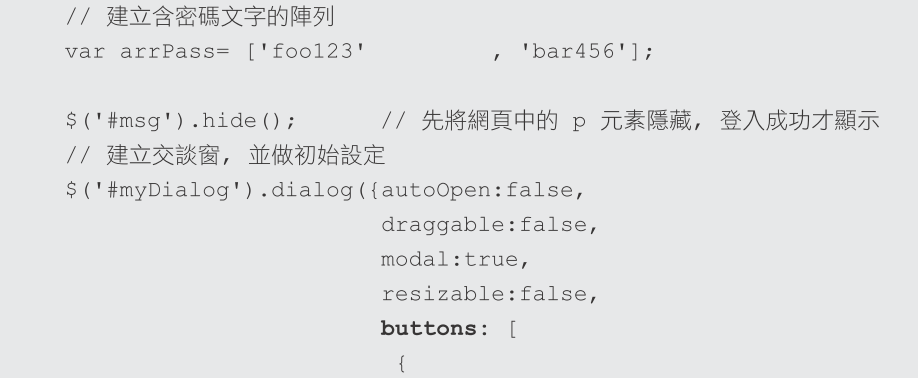 // 建立含密碼文字的陣列
var arrPass= ['foo123'         , 'bar456'];
$('#msg').hide();      // 先將網頁中的 p 元素隱藏, 登入成功才顯示
// 建立交談窗, 並做初始設定
$('#myDialog').dialog({autoOpen:false,
                       draggable:false,
                       modal:true,
                       resizable:false,
                       buttons: [
                        {